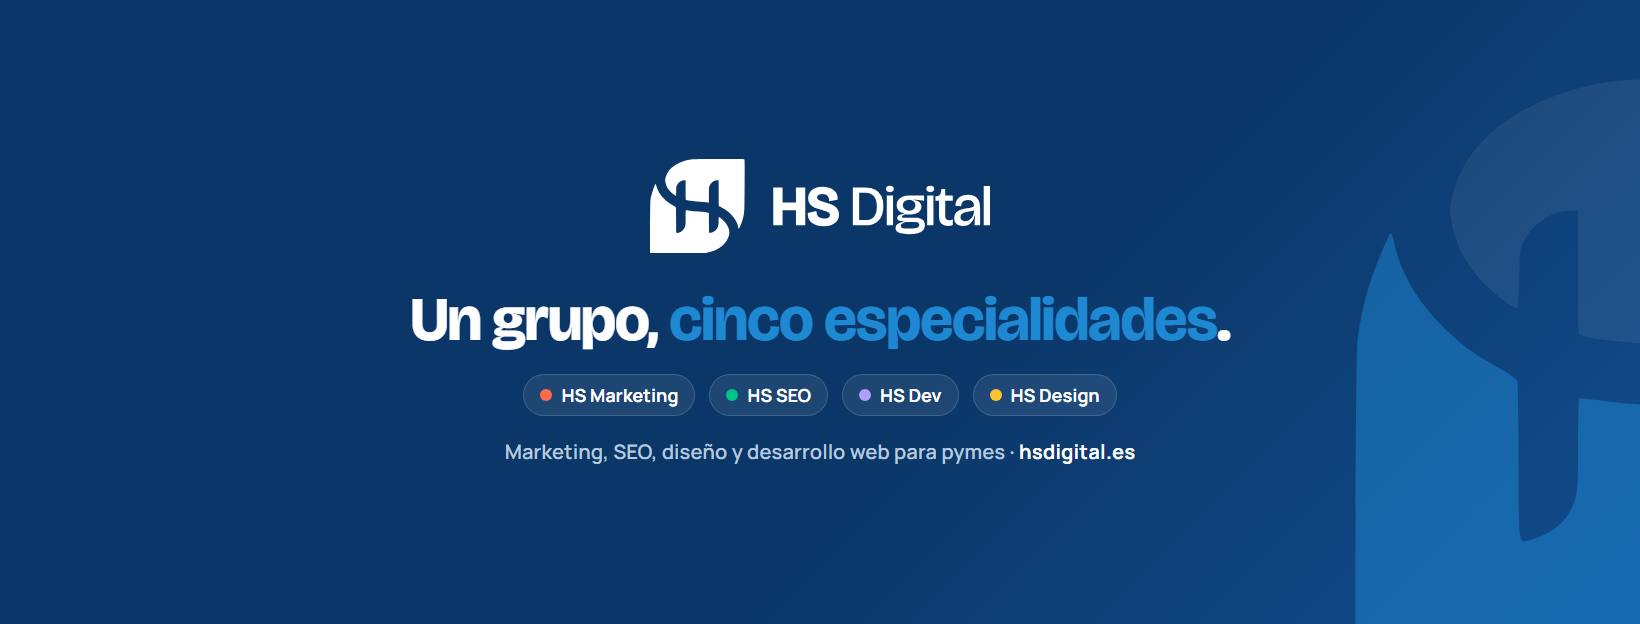 HS Digital
Un grupo, cinco especialidades.
HS Marketing HS SEO HS Dev HS Design
Marketing, SEO, diseño y desarrollo web para pymes · hsdigital.es